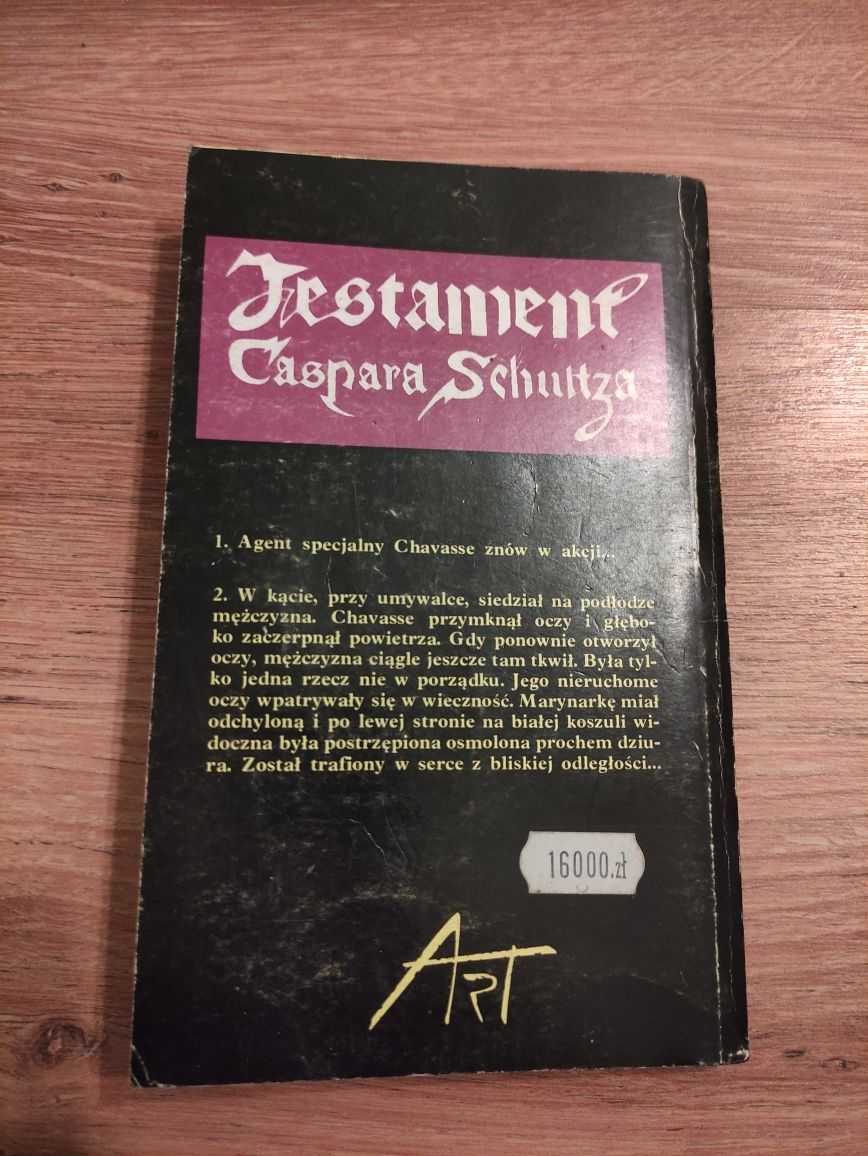 Testament
Caspara Schultza
1. Agent specjalny Chavasse znów w akcji...
2. W kącie, przy umywalce, siedział na podłodze
mężczyzna. Chavasse przymknął oczy i głębo-
ko zaczerpnął powietrza. Gdy ponownie otworzył
oczy, mężczyzna ciągle jeszcze tam tkwił. Była tyl-
ko jedna rzecz nie w porządku. Jego nieruchome
oczy wpatrywały się w wieczność. Marynarkę miał
odchyloną i po lewej stronie na białej koszuli wi-
doczna była postrzępiona osmolona prochem dziu-
ra. Został trafiony w serce z bliskiej odległości...
16000.zł
ART